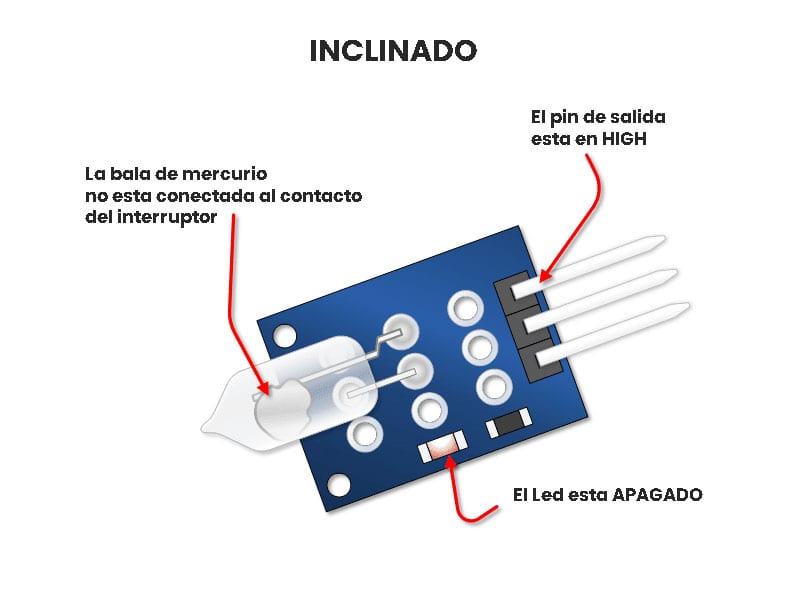 INCLINADO
El pin de salida
esta en HIGH
La bala de mercurio
no esta conectada al contacto
del interruptor
El Led esta APAGADO